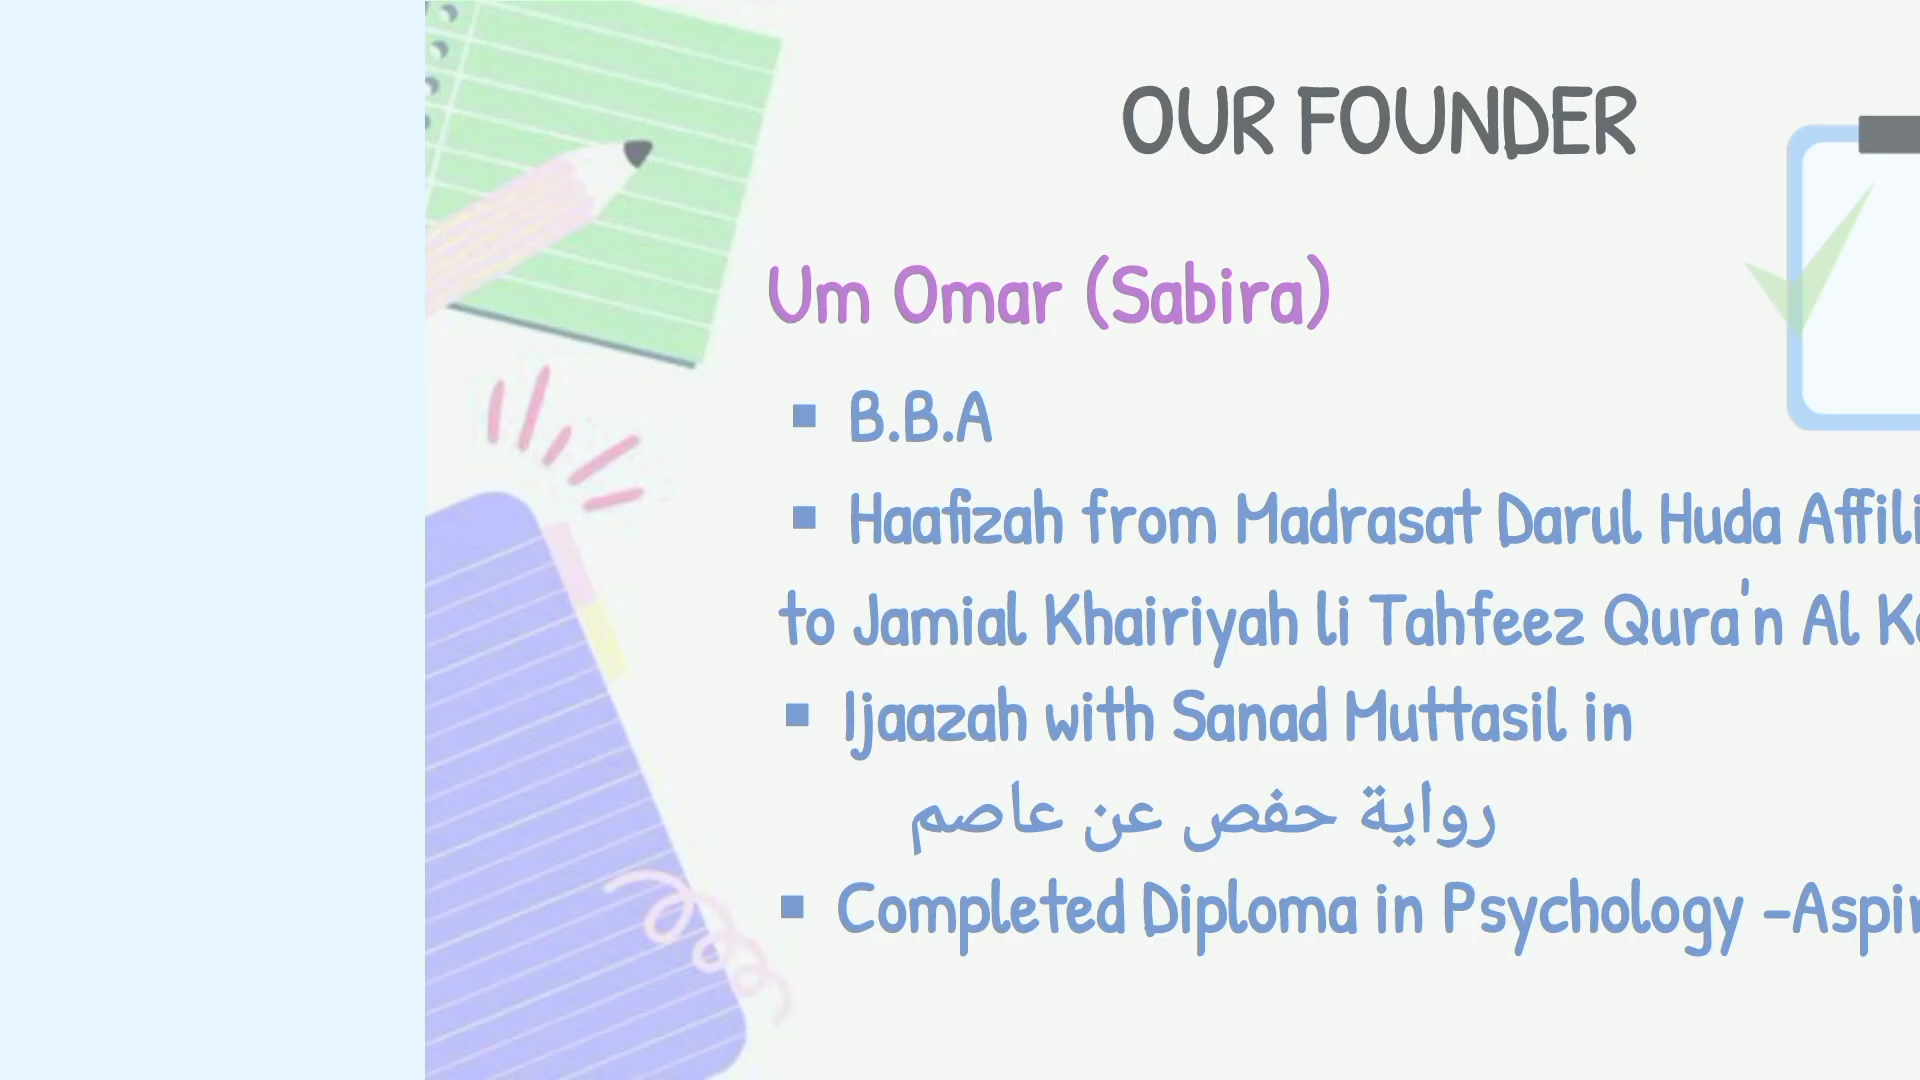 OUR FOUNDER
Um Omar (Sabira)
▪ B.B.A
▪ Haafizah from Madrasat Darul Huda
to Jamial Khairiyah li Tahfeez Qura'n Al
▪ Ijaazah with Sanad Muttasil in
رواية حفص عن عاصم
▪ Completed Diploma in Psychology -